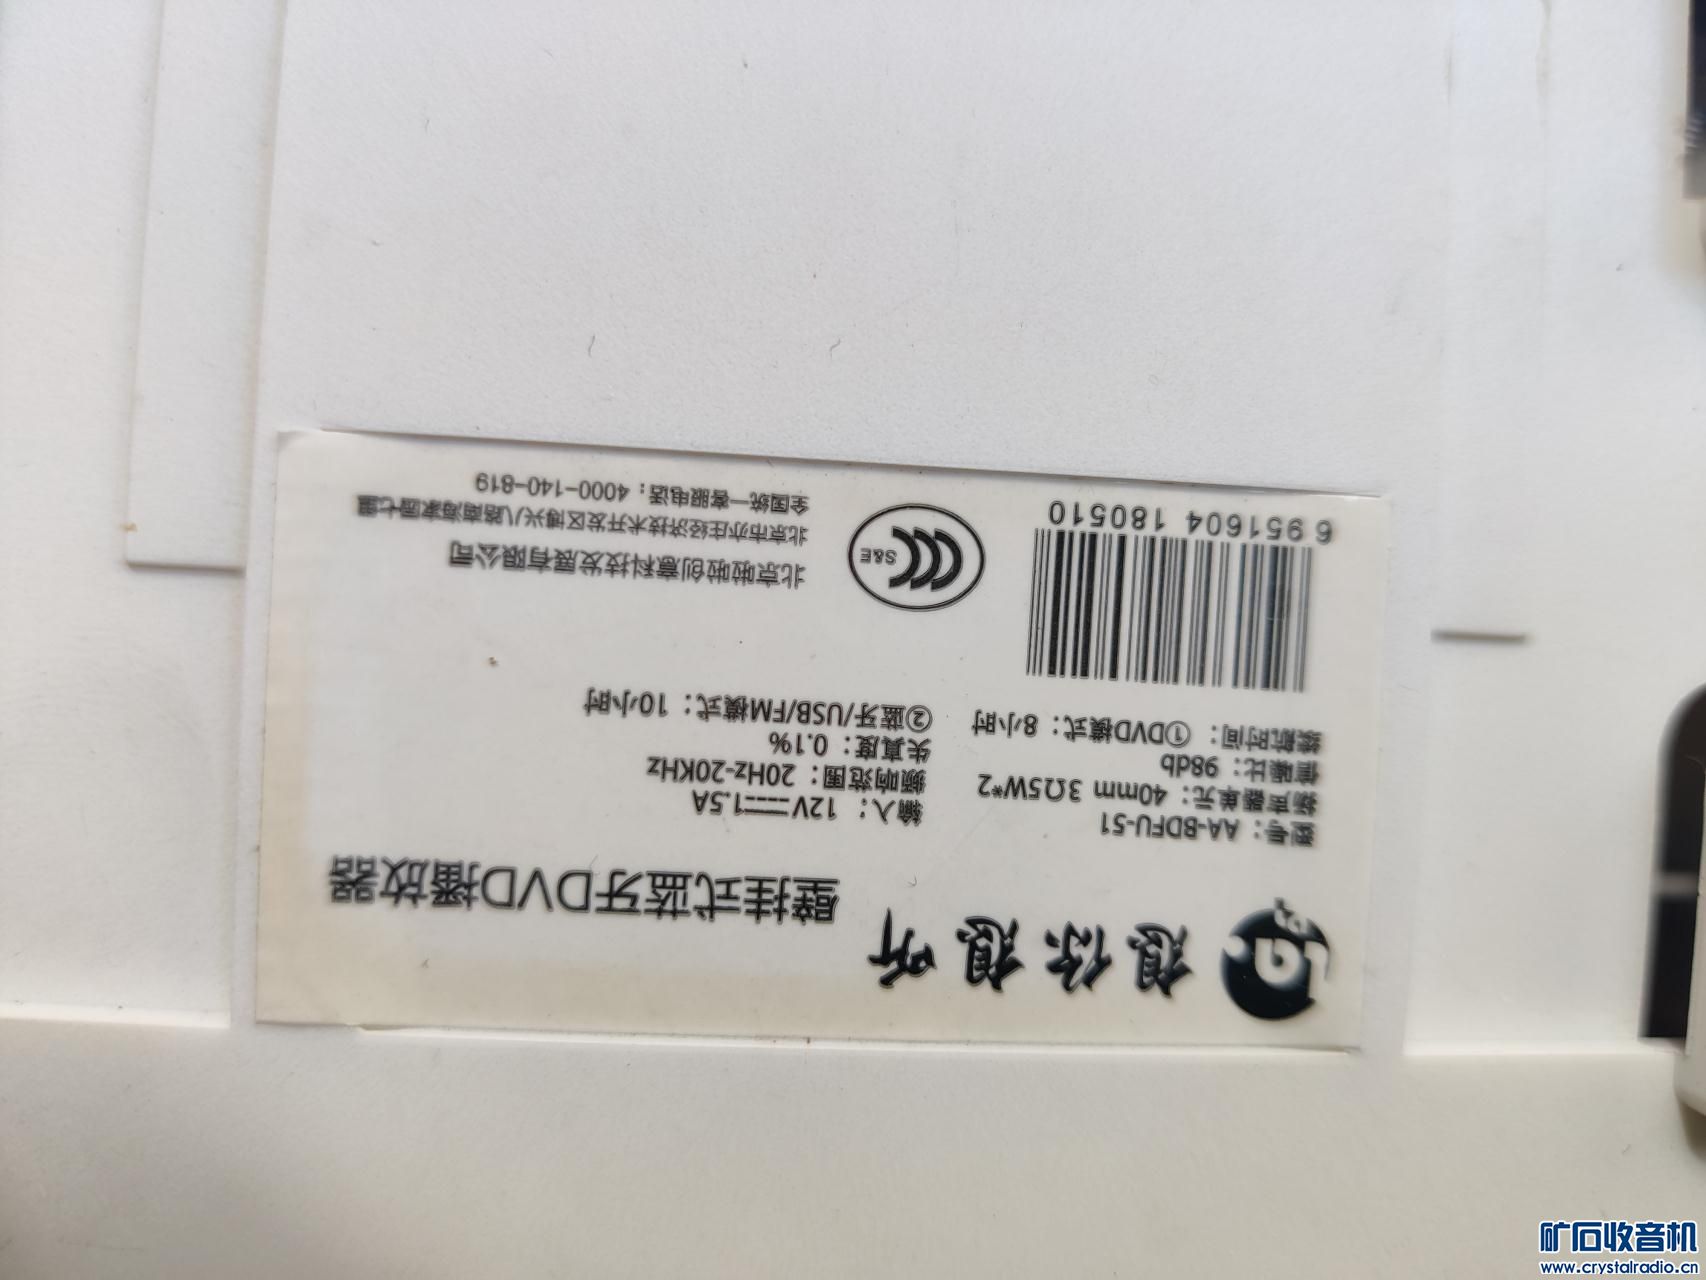 想你想听
壁挂式蓝牙DVD播放器
型号：AA-BDFU-51
扬声器单元：40mm 3Ω5W*2
信噪比：98db
续航时间：①DVD模式：8小时
输入：12V⎓1.5A
频响范围：20Hz-20KHz
失真度：0.1%
②蓝牙/USB/FM模式：10小时
6 951604 180510
S&E
北京啦啦创意科技发展有限公司
北京市亦庄经济技术开发区博兴八路南海家园七里
全国统一客服电话：4000-140-819
矿石收音机
www.crystalradio.cn